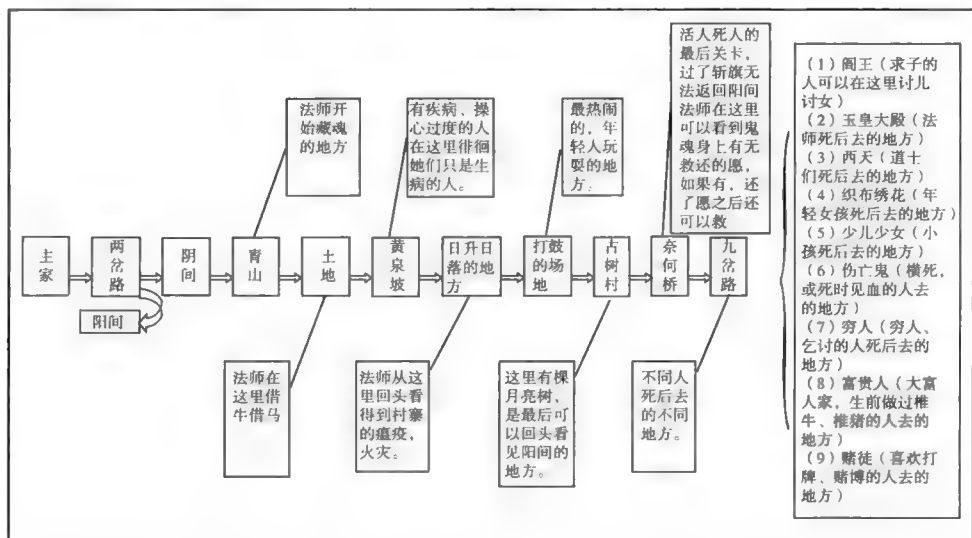 活人死人的
最后关卡，
过了斩旗无
法返回阳间
法师在这里
可以看到鬼
魂身上有无
救还的愿，
如果有，还
了愿之后还
可以救
法师开
始藏魂
的地方
有疾病、操
心过度的人
在这里徘徊
她们只是生
病的人。
最热闹
的，年
轻人玩
耍的地
方。
主家
两岔路
阴间
青山
土地
黄泉坡
日升日
落的地
方
打鼓
的场
地
古树村
奈何桥
九岔路
阳间
法师在
这里借
牛借马
法师从这
里回头看
得到村寨
的瘟疫，
火灾。
这里有棵
月亮树，
是最后可
以回头看
见阳间的
地方。
不同人
死后去
的不同
地方。
（1）阎王（求子的
人可以在这里讨儿
讨女）
（2）玉皇大殿（法
师死后去的地方）
（3）西天（道士
们死后去的地方）
（4）织布绣花（年
轻女孩死后去的地方）
（5）少儿少女（小
孩死后去的地方）
（6）伤亡鬼（横死，
或死时见血的人去
的地方）
（7）穷人（穷人、
乞讨的人死后去的
地方）
（8）富贵人（大富
人家，生前做过椎
牛、椎猪的人去的
地方）
（9）赌徒（喜欢打
牌、赌博的人去的
地方）